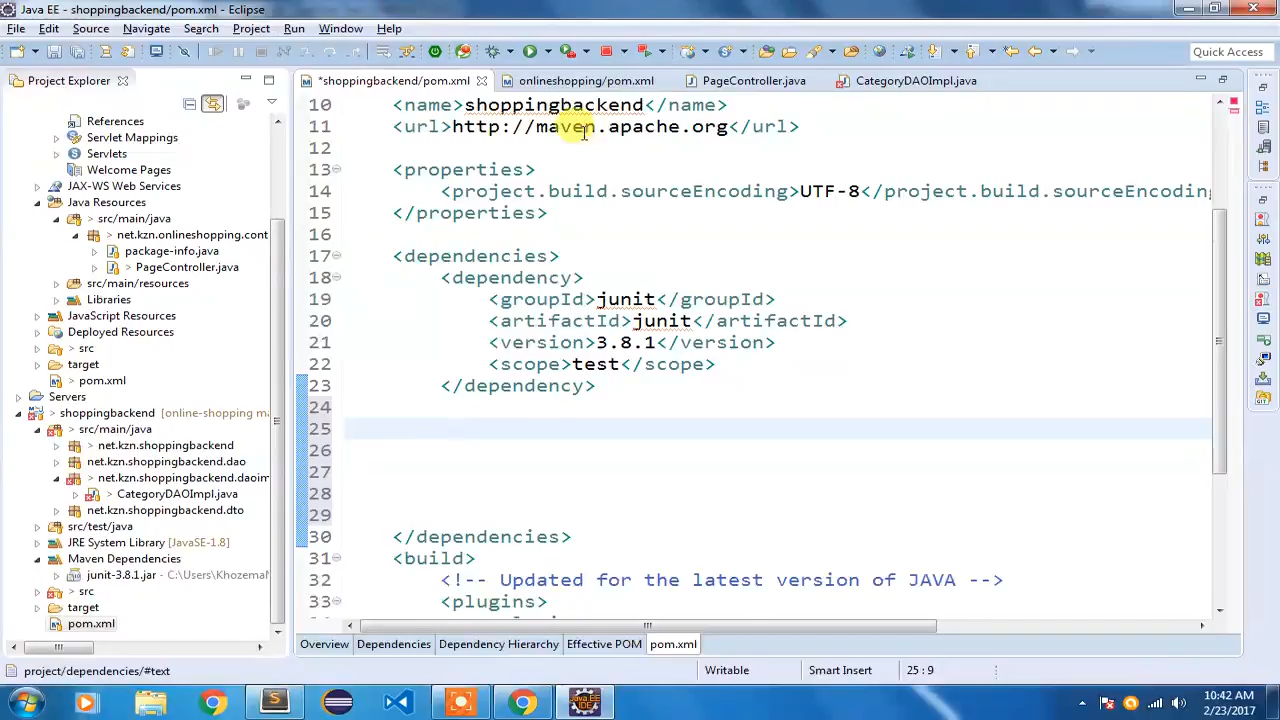 Java EE - shoppingbackend/pom.xml - Eclipse
File Edit Source Navigate Search Project Run Window Help
Quick Access
Project Explorer
*shoppingbackend/pom.xml
onlineshopping/pom.xml
PageController.java
CategoryDAOImpl.java
References
Servlet Mappings
Servlets
Welcome Pages
JAX-WS Web Services
Java Resources
> src/main/java
> net.kzn.onlineshopping.cont
package-info.java
> PageController.java
> src/main/resources
Libraries
JavaScript Resources
Deployed Resources
> src
target
> pom.xml
Servers
> shoppingbackend [online-shopping ma
> src/main/java
> net.kzn.shoppingbackend
> net.kzn.shoppingbackend.dao
> net.kzn.shoppingbackend.daoim
> CategoryDAOImpl.java
> net.kzn.shoppingbackend.dto
src/test/java
JRE System Library [JavaSE-1.8]
Maven Dependencies
junit-3.8.1.jar - C:\Users\Khozema
> src
target
pom.xml
10 <name>shoppingbackend</name>
11 <url>http://maven.apache.org</url>
12
13 <properties>
14 <project.build.sourceEncoding>UTF-8</project.build.sourceEncoding
15 </properties>
16
17 <dependencies>
18 <dependency>
19 <groupId>junit</groupId>
20 <artifactId>junit</artifactId>
21 <version>3.8.1</version>
22 <scope>test</scope>
23 </dependency>
24
25
26
27
28
29
30 </dependencies>
31 <build>
32 <!-- Updated for the latest version of JAVA -->
33 <plugins>
Overview Dependencies Dependency Hierarchy Effective POM pom.xml
project/dependencies/#text
Writable
Smart Insert
25 : 9
Java EE
IDE
10:42 AM
2/23/2017